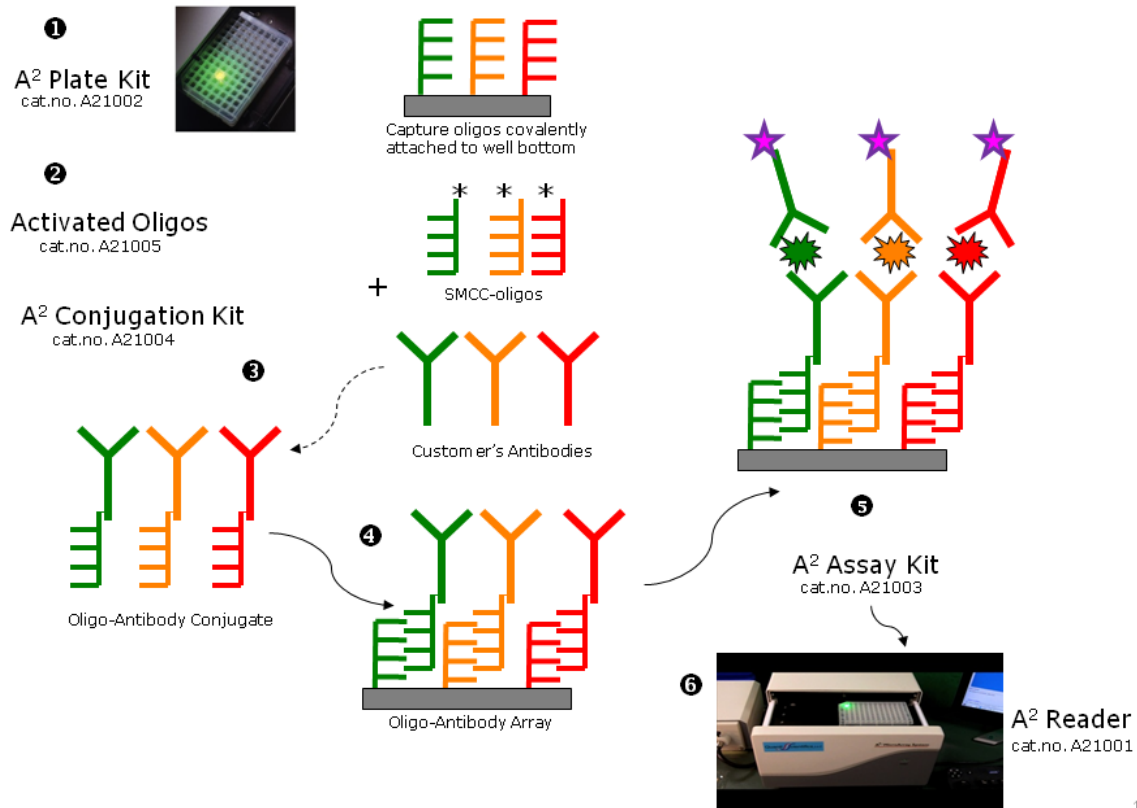 ❶
A² Plate Kit
cat.no. A21002
Capture oligos covalently
attached to well bottom
❷
Activated Oligos
cat.no. A21005
* * *
SMCC-oligos
+
A² Conjugation Kit
cat.no. A21004
❸
Customer's Antibodies
Oligo-Antibody Conjugate
❹
Oligo-Antibody Array
❺
A² Assay Kit
cat.no. A21003
❻
A² Reader
cat.no. A21001
1